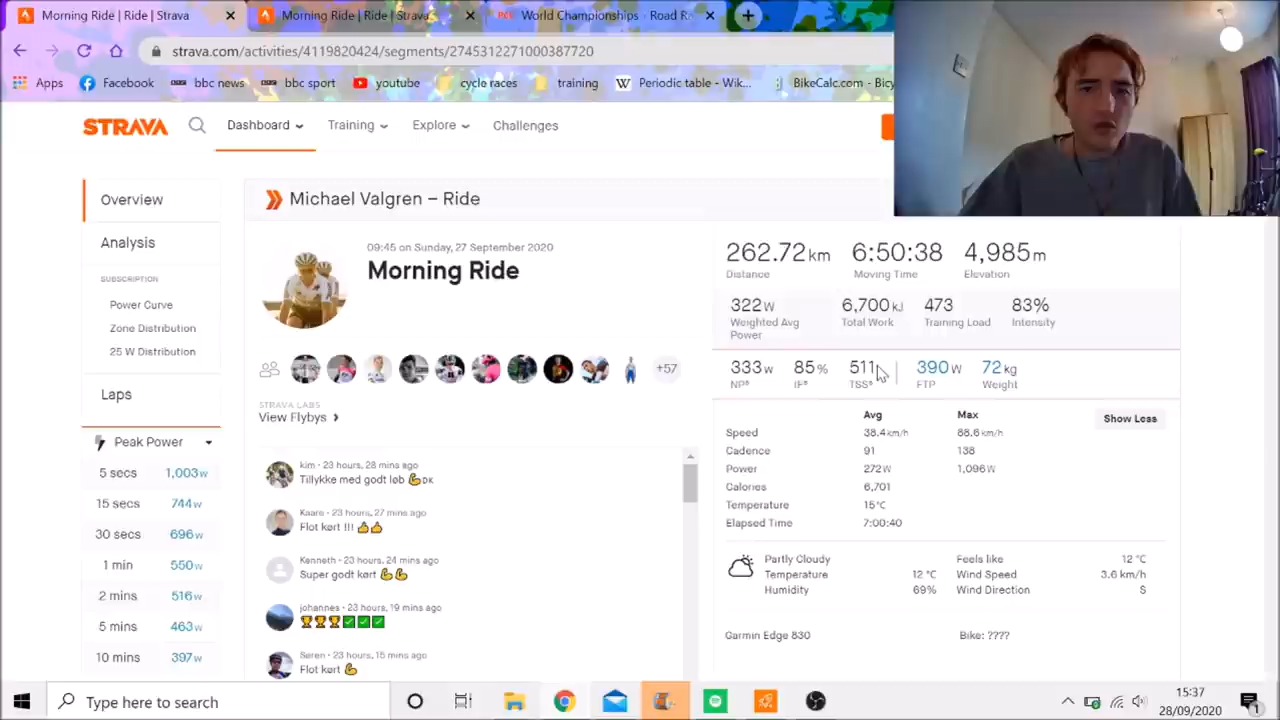 Morning Ride | Ride | Strava
Morning Ride | Ride | Strava
World Championships - Road Ra
strava.com/activities/4119820424/segments/2745312271000387720
Apps
Facebook
bbc news
bbc sport
youtube
cycle races
training
Periodic table - Wik...
BikeCalc.com - Bicy
STRAVA
Dashboard
Training
Explore
Challenges
Overview
Analysis
SUBSCRIPTION
Power Curve
Zone Distribution
25 W Distribution
Laps
Peak Power
5 secs 1,003w
15 secs 744w
30 secs 696w
1 min 550w
2 mins 516w
5 mins 463w
10 mins 397w
Michael Valgren – Ride
09:45 on Sunday, 27 September 2020
Morning Ride
+57
STRAVA LABS
View Flybys
kim - 23 hours, 28 mins ago
Tillykke med godt løb 💪DK
Kaare - 23 hours, 27 mins ago
Flot kørt !!! 👍👍
Kenneth - 23 hours, 24 mins ago
Super godt kørt 💪💪
johannes - 23 hours, 19 mins ago
🏆🏆🏆✅✅✅
Søren - 23 hours, 15 mins ago
Flot kørt 💪
262.72km 6:50:38 4,985m
Distance Moving Time Elevation
322W 6,700kJ 473 83%
Weighted Avg Total Work Training Load Intensity
Power
333w 85% 511 390W 72kg
NP® IF® TSS® FTP Weight
Avg Max
Show Less
Speed 38.4km/h 88.6km/h
Cadence 91 138
Power 272W 1,096W
Calories 6,701
Temperature 15℃
Elapsed Time 7:00:40
Partly Cloudy Feels like 12 ℃
Temperature 12 ℃ Wind Speed 3.6 km/h
Humidity 69% Wind Direction S
Garmin Edge 830 Bike: ????
Type here to search
15:37
28/09/2020
1